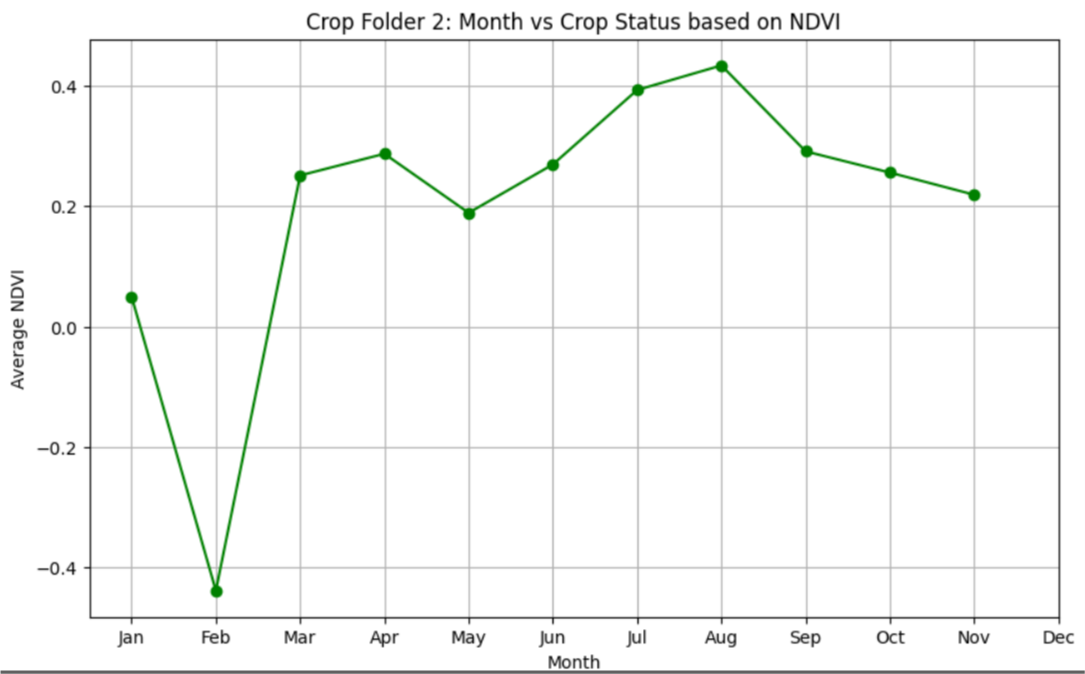 Crop Folder 2: Month vs Crop Status based on NDVI
Average NDVI
0.4
0.2
0.0
−0.2
−0.4
Jan Feb Mar Apr May Jun Jul Aug Sep Oct Nov Dec
Month